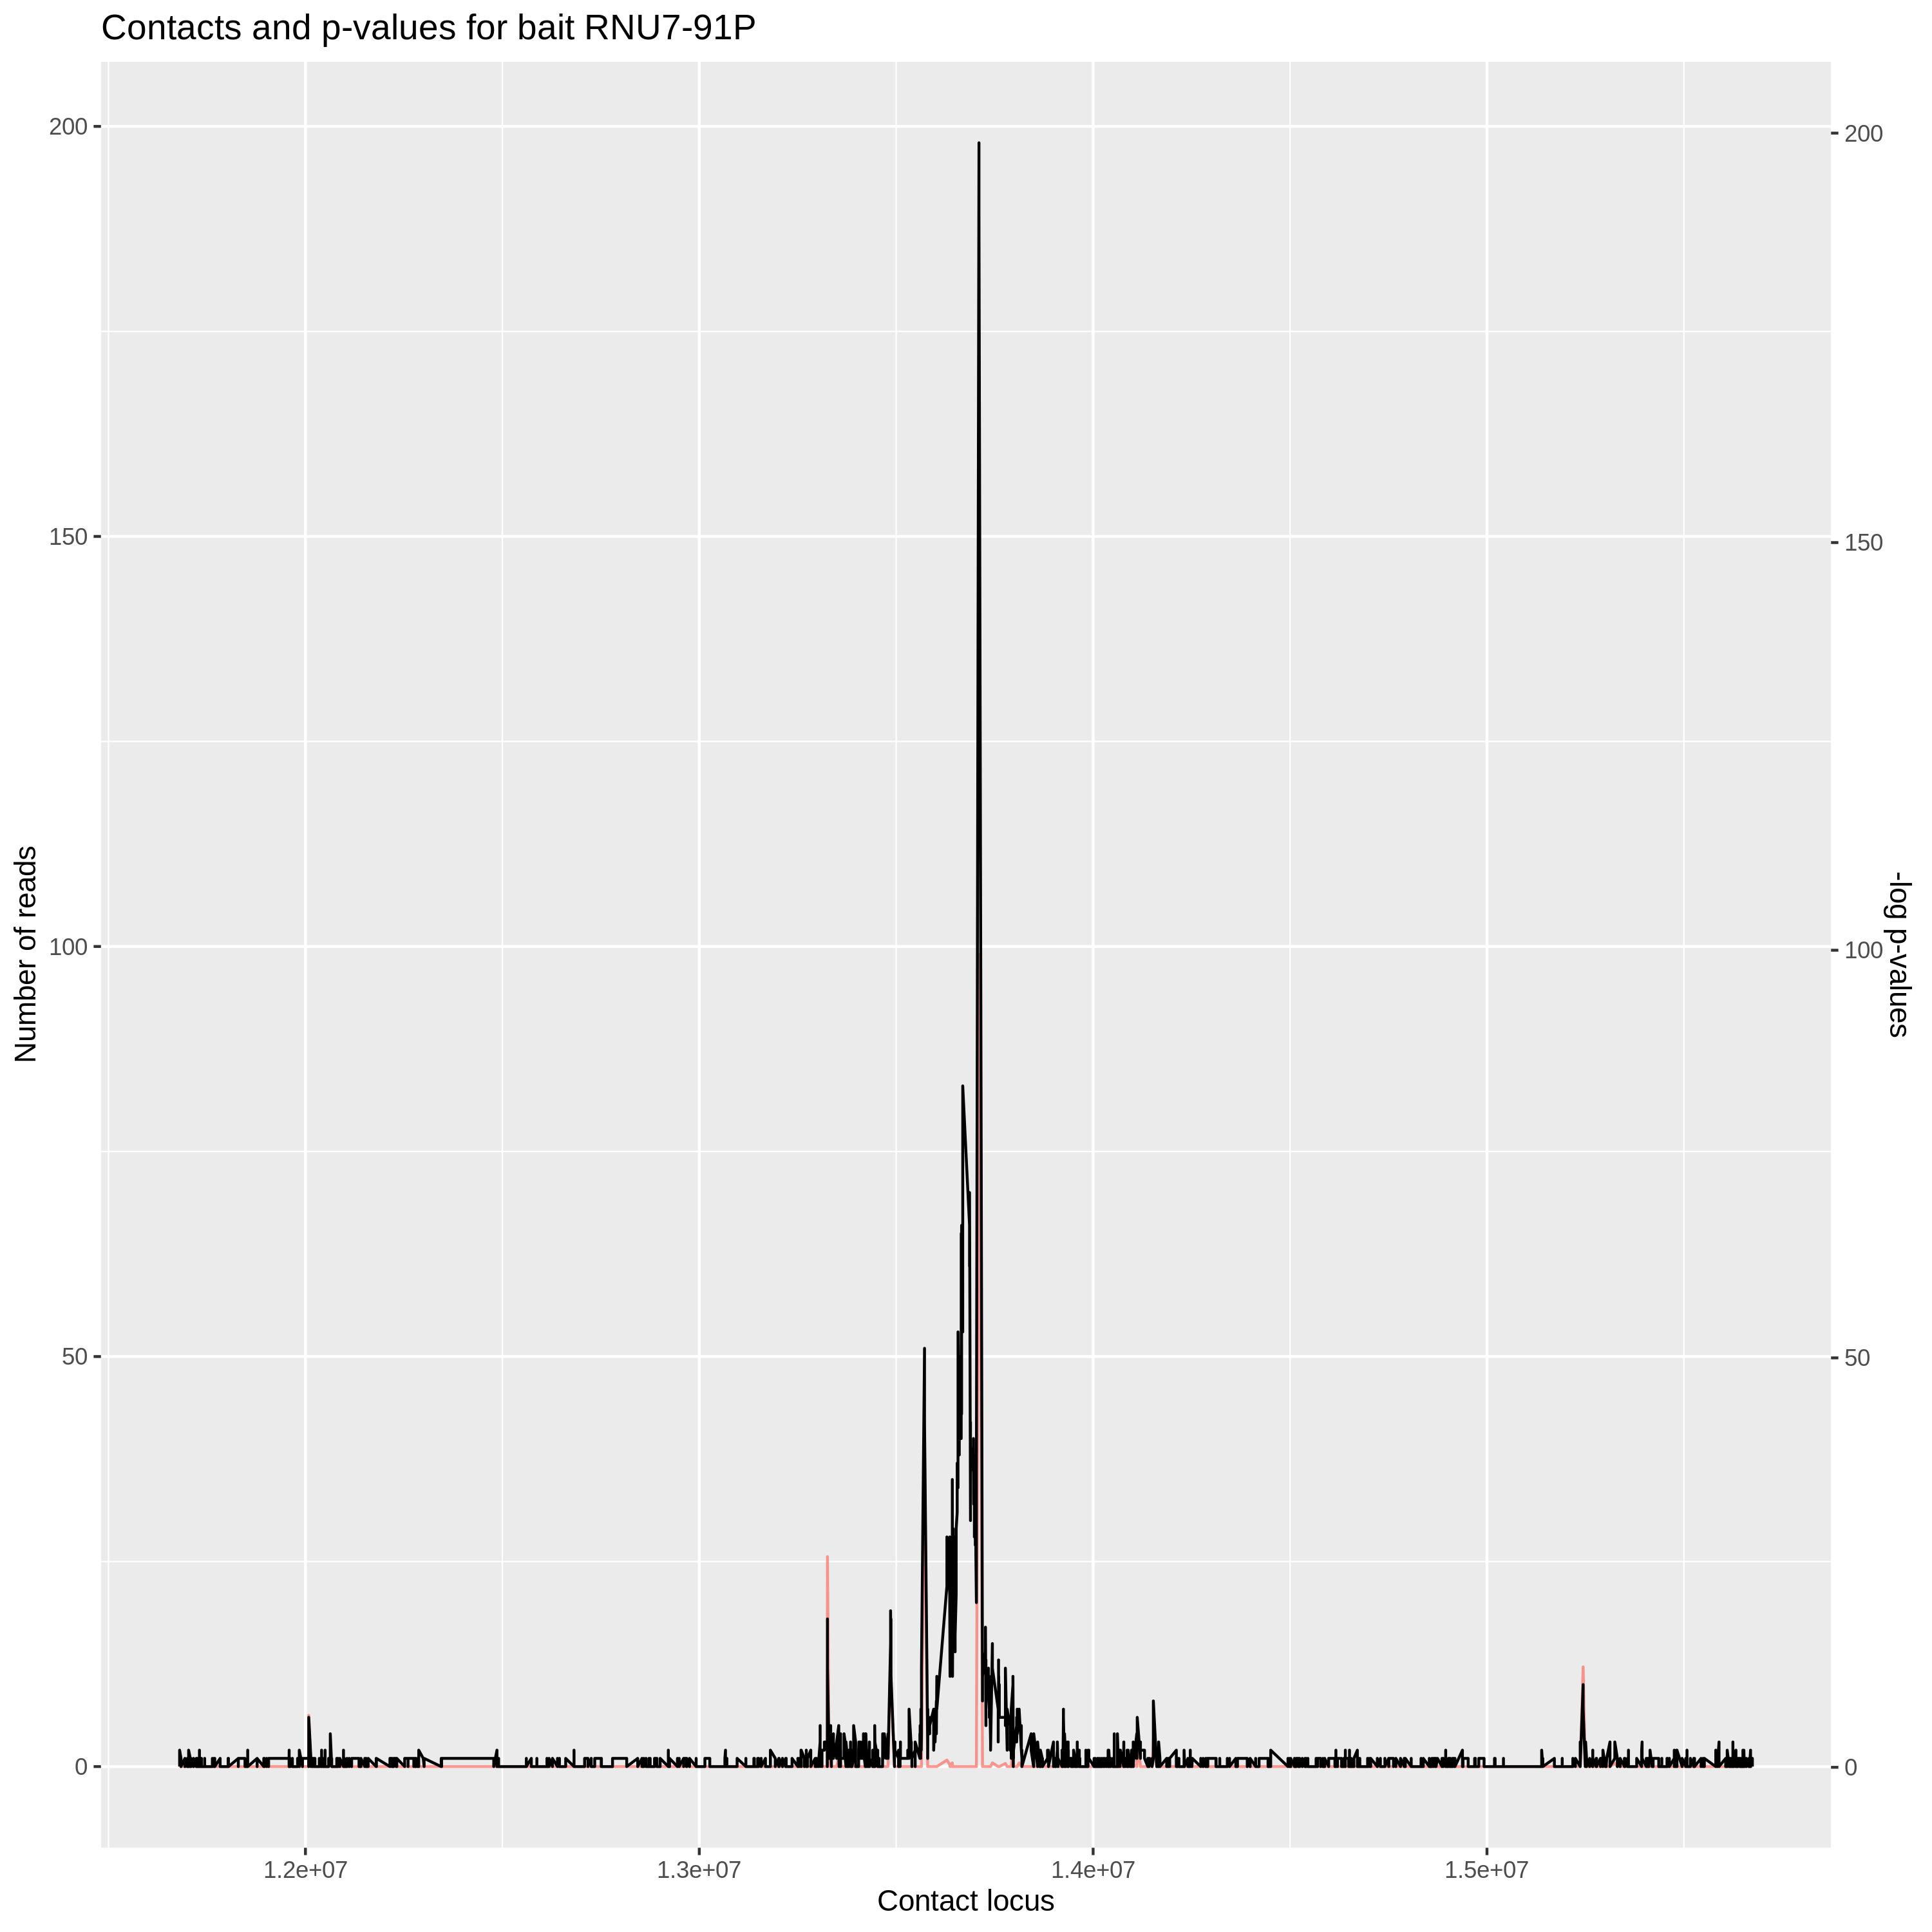 Contacts and p-values for bait RNU7-91P
200
150
100
50
0
Number of reads
200
150
100
50
0
-log p-values
1.2e+07
1.3e+07
1.4e+07
1.5e+07
Contact locus